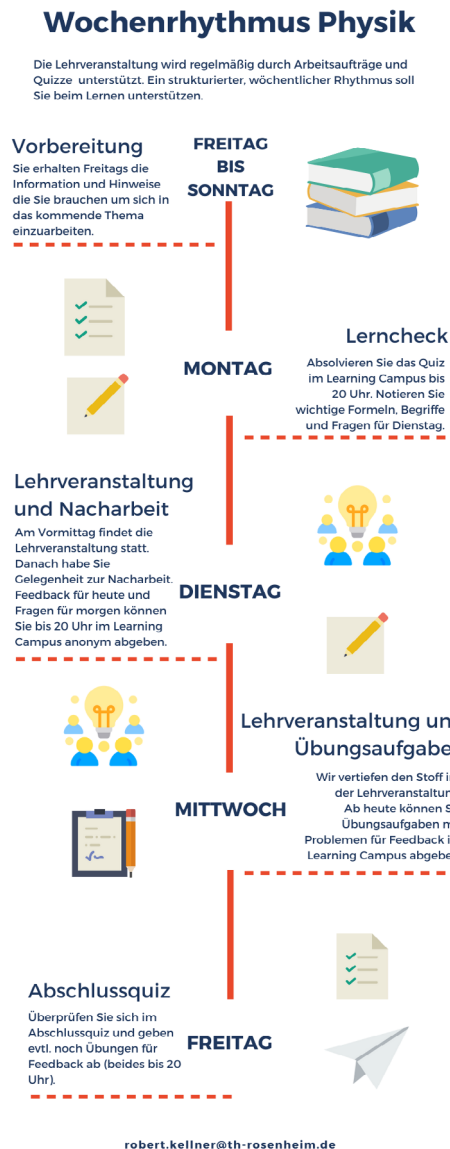 Wochenrhythmus Physik
Die Lehrveranstaltung wird regelmäßig durch Arbeitsaufträge und
Quizze unterstützt. Ein strukturierter, wöchentlicher Rhythmus soll
Sie beim Lernen unterstützen.
Vorbereitung
Sie erhalten Freitags die
Information und Hinweise
die Sie brauchen um sich in
das kommende Thema
einzuarbeiten.
FREITAG
BIS
SONNTAG
MONTAG
Lerncheck
Absolvieren Sie das Quiz
im Learning Campus bis
20 Uhr. Notieren Sie
wichtige Formeln, Begriffe
und Fragen für Dienstag.
Lehrveranstaltung
und Nacharbeit
Am Vormittag findet die
Lehrveranstaltung statt.
Danach habe Sie
Gelegenheit zur Nacharbeit.
Feedback für heute und
Fragen für morgen können
Sie bis 20 Uhr im Learning
Campus anonym abgeben.
DIENSTAG
Lehrveranstaltung un
Übungsaufgabe
Wir vertiefen den Stoff i
der Lehrveranstaltun
Ab heute können S
Übungsaufgaben m
Problemen für Feedback i
Learning Campus abgebe
MITTWOCH
Abschlussquiz
Überprüfen Sie sich im
Abschlussquiz und geben
evtl. noch Übungen für
Feedback ab (beides bis 20
Uhr).
FREITAG
robert.kellner@th-rosenheim.de